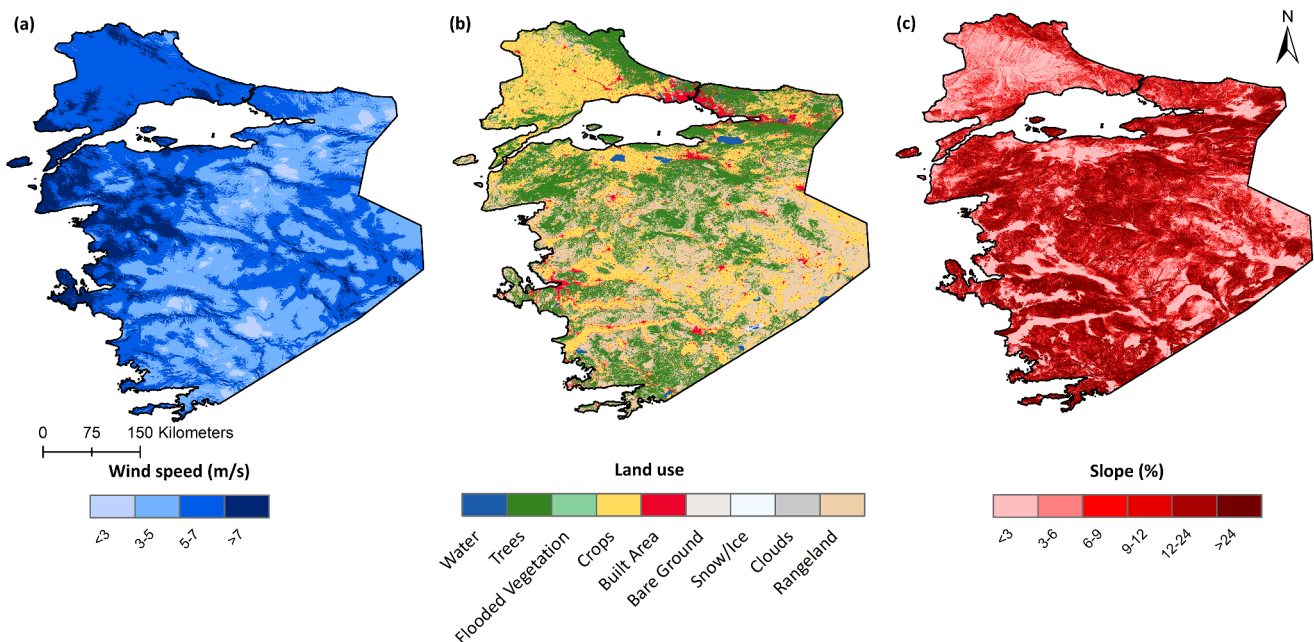 (a)
(b)
(c)
N
0 75 150 Kilometers
Wind speed (m/s)
<3
3-5
5-7
>7
Land use
Water
Trees
Flooded Vegetation
Crops
Built Area
Bare Ground
Snow/Ice
Clouds
Rangeland
Slope (%)
<3
3-6
6-9
9-12
12-24
>24